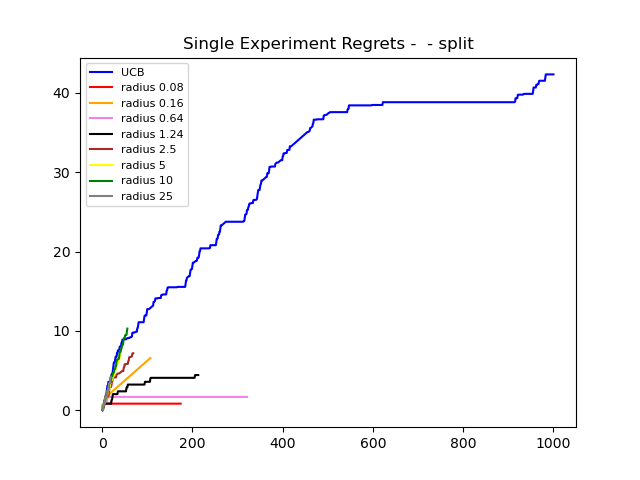 Single Experiment Regrets -  - split
UCB
radius 0.08
radius 0.16
radius 0.64
radius 1.24
radius 2.5
radius 5
radius 10
radius 25
40
30
20
10
0
0 200 400 600 800 1000